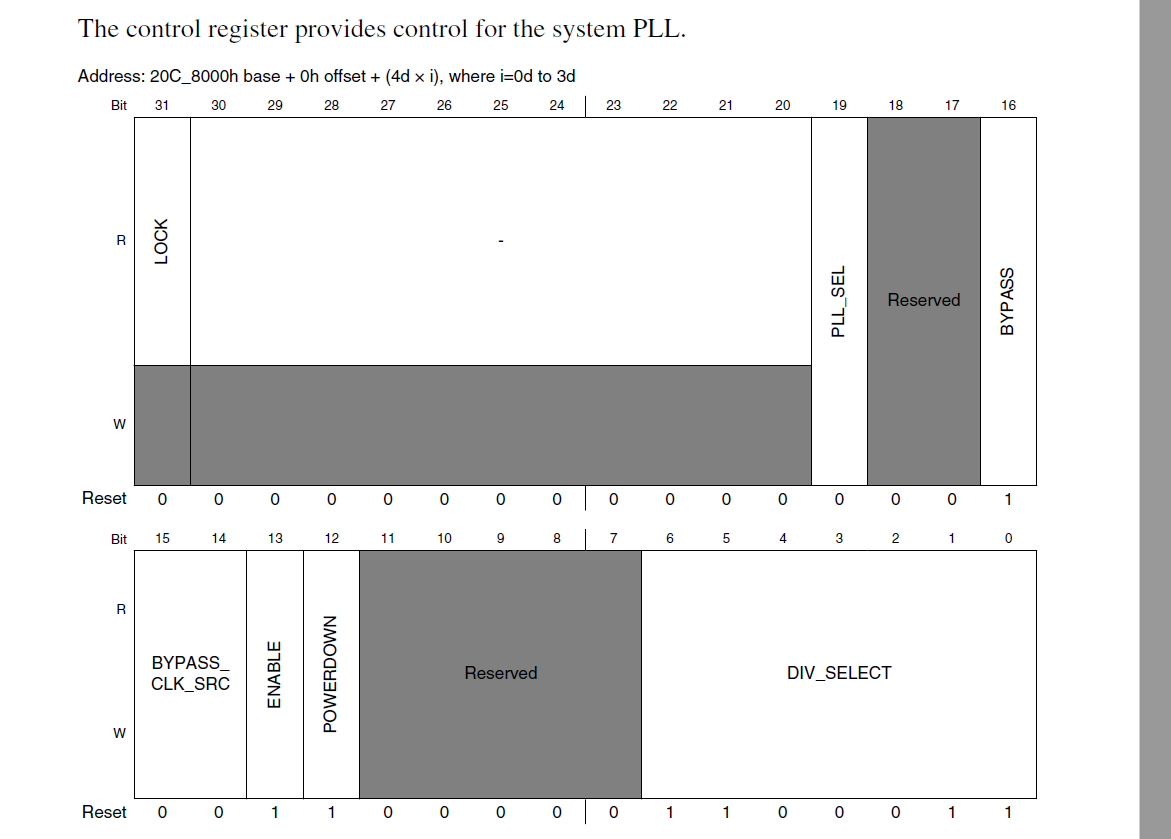 The control register provides control for the system PLL.
Address: 20C_8000h base + 0h offset + (4d × i), where i=0d to 3d
Bit 31 30 29 28 27 26 25 24 23 22 21 20 19 18 17 16
R LOCK - PLL_SEL Reserved BYPASS
W
Reset 0 0 0 0 0 0 0 0 0 0 0 0 0 0 0 1
Bit 15 14 13 12 11 10 9 8 7 6 5 4 3 2 1 0
R
BYPASS_
CLK_SRC
ENABLE
POWERDOWN
Reserved
DIV_SELECT
W
Reset 0 0 1 1 0 0 0 0 0 1 1 0 0 0 1 1